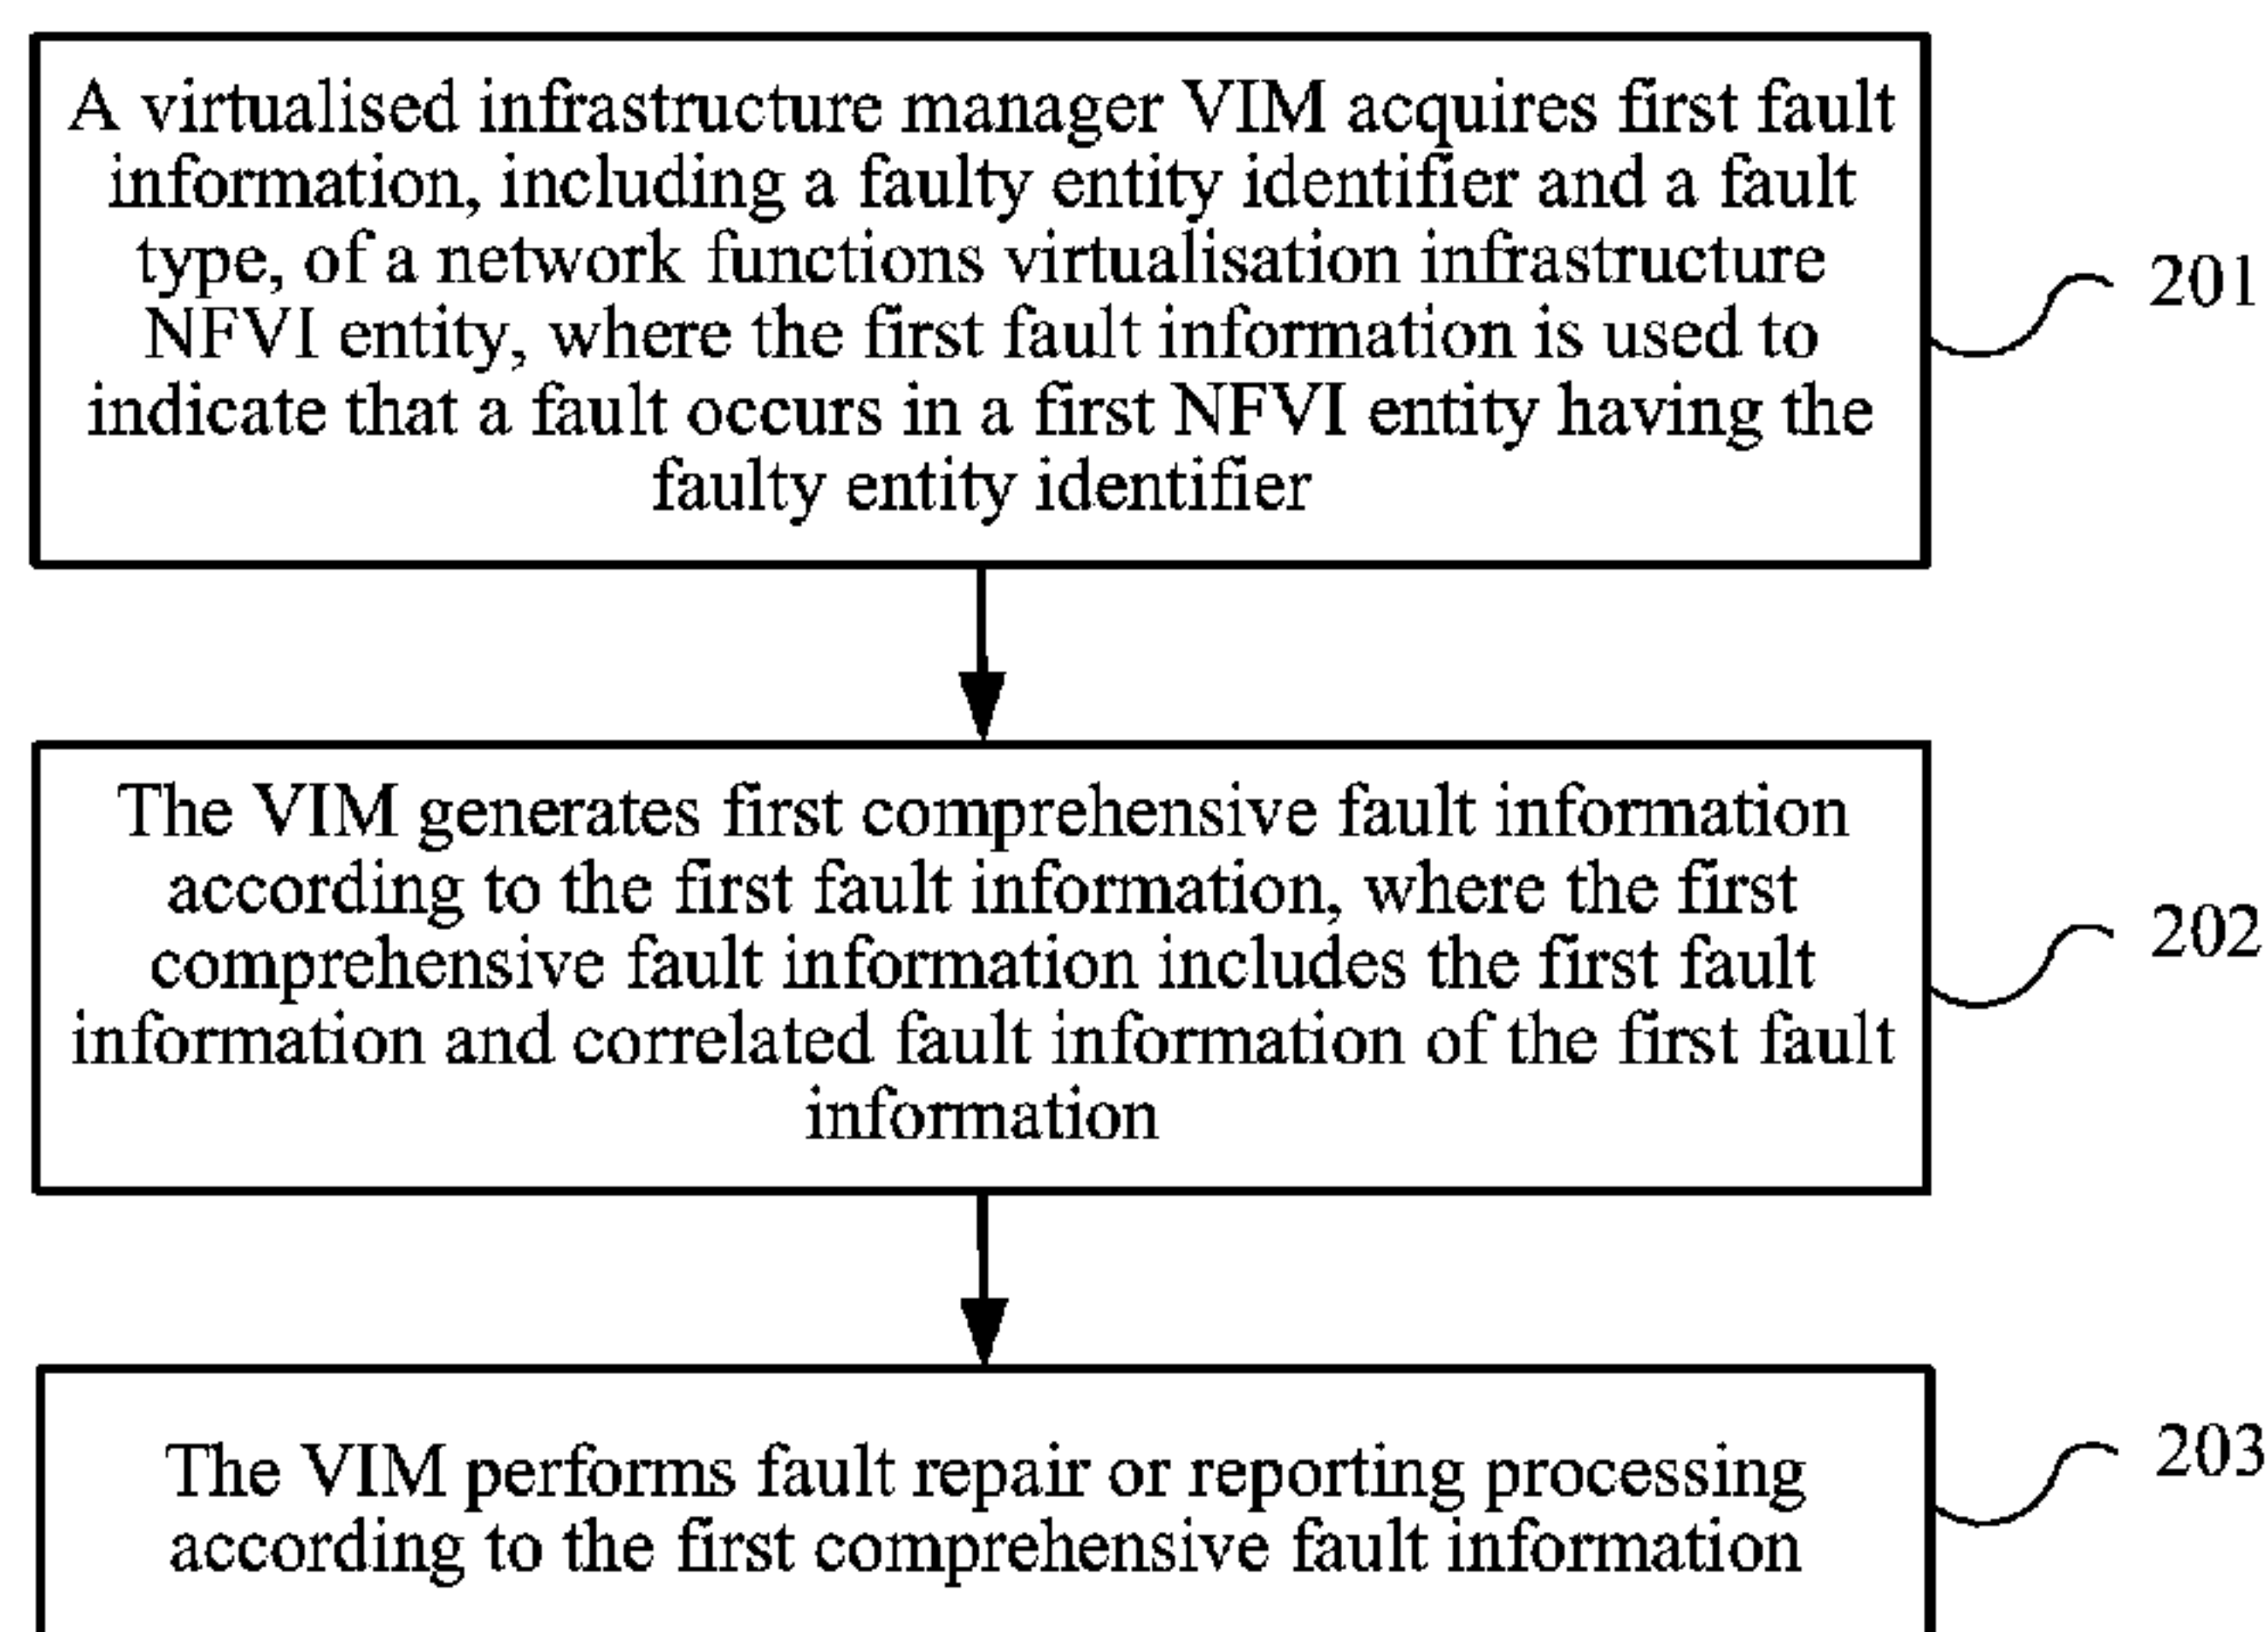 A virtualised infrastructure manager VIM acquires first fault
information, including a faulty entity identifier and a fault
type, of a network functions virtualisation infrastructure
NFVI entity, where the first fault information is used to
indicate that a fault occurs in a first NFVI entity having the
faulty entity identifier
201
The VIM generates first comprehensive fault information
according to the first fault information, where the first
comprehensive fault information includes the first fault
information and correlated fault information of the first fault
information
202
The VIM performs fault repair or reporting processing
according to the first comprehensive fault information
203